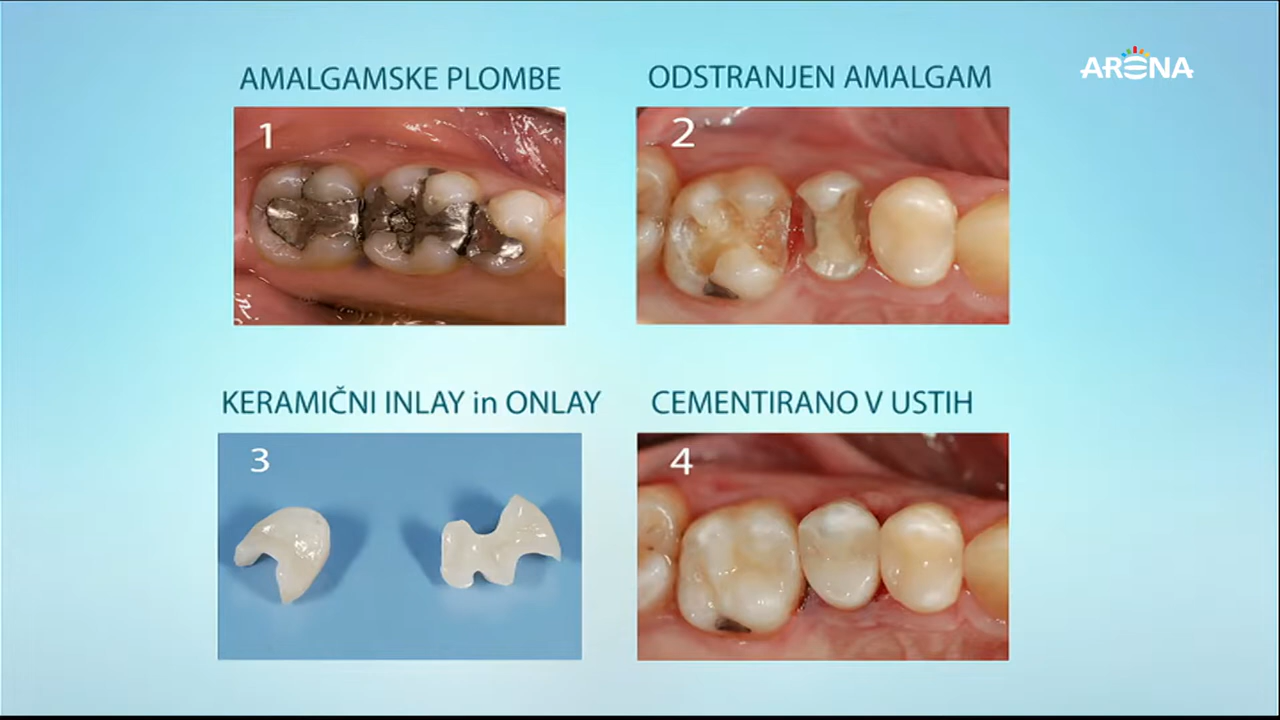 ARENA
AMALGAMSKE PLOMBE
ODSTRANJEN AMALGAM
1
2
KERAMIČNI INLAY in ONLAY
CEMENTIRANO V USTIH
3
4